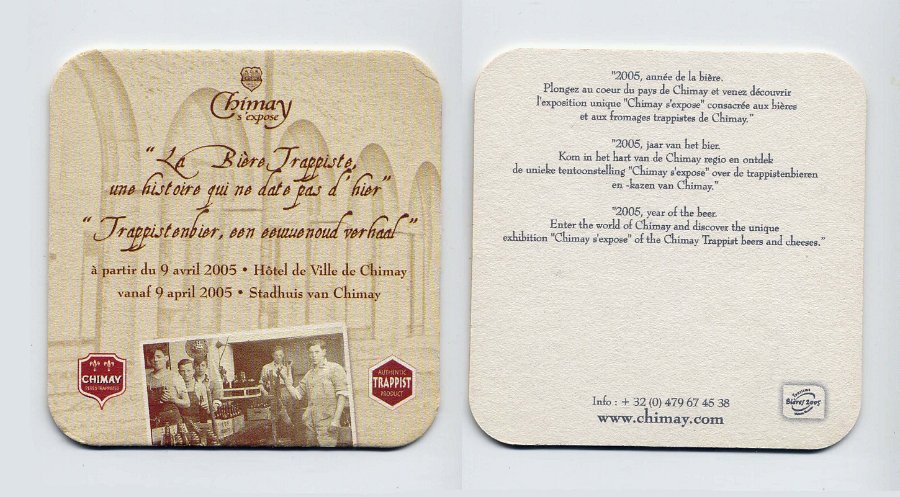 Chimay
s'expose
“La Bière Trappiste,
une histoire qui ne date pas d'hier”
“Trappistenbier, een eeuwenoud verhaal”
à partir du 9 avril 2005 • Hôtel de Ville de Chimay
vanaf 9 april 2005 • Stadhuis van Chimay
CHIMAY
PERES TRAPPISTES
AUTHENTIC
TRAPPIST
PRODUCT
"2005, année de la bière.
Plongez au coeur du pays de Chimay et venez découvrir
l'exposition unique "Chimay s'expose" consacrée aux bières
et aux fromages trappistes de Chimay."
"2005, jaar van het bier.
Kom in het hart van de Chimay regio en ontdek
de unieke tentoonstelling "Chimay s'expose" over de trappistenbieren
en -kazen van Chimay."
"2005, year of the beer.
Enter the world of Chimay and discover the unique
exhibition "Chimay s'expose" of the Chimay Trappist beers and cheeses."
Info : + 32 (0) 479 67 45 38
www.chimay.com
Bières 2005